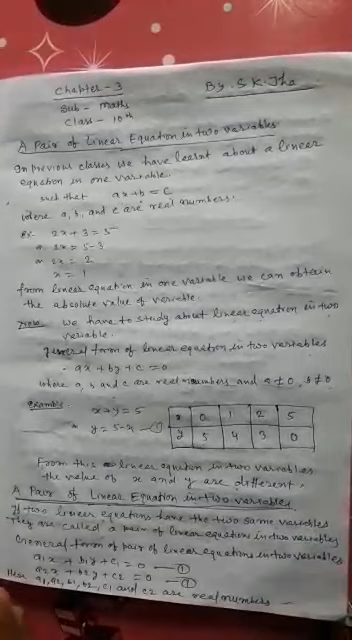 Chapter - 3
By. S.K. Jha
Sub - maths
Class - 10th
A Pair of Linear Equation in two variables
In previous classes we have learnt about a linear
equation in one variable.
such that ax+b = c
where a, b, and c are real numbers.
2x + 3 = 5
or 2x = 5-3
or 2x = 2
x = 1
from linear equation in one variable we can obtain
the absolute value of variable.
Now we have to study about linear equation in two
variable.
general form of linear equation in two variables
ax + by + c = 0
where a, b and c are real numbers and a ≠ 0, b ≠ 0
Example:
x+y = 5
y = 5-x - ①
x 0 1 2 5
y 5 4 3 0
From this linear equation in two variables
the value of x and y are different.
A Pair of Linear Equation in two variables
If two linear equations have the two same variables
They are called a pair of linear equations in two variables
General form of pair of linear equations in two variables
a1x + b1y + c1 = 0 - ①
a2x + b2y + c2 = 0 - ②
Here a1, a2, b1, b2, c1 and c2 are real numbers